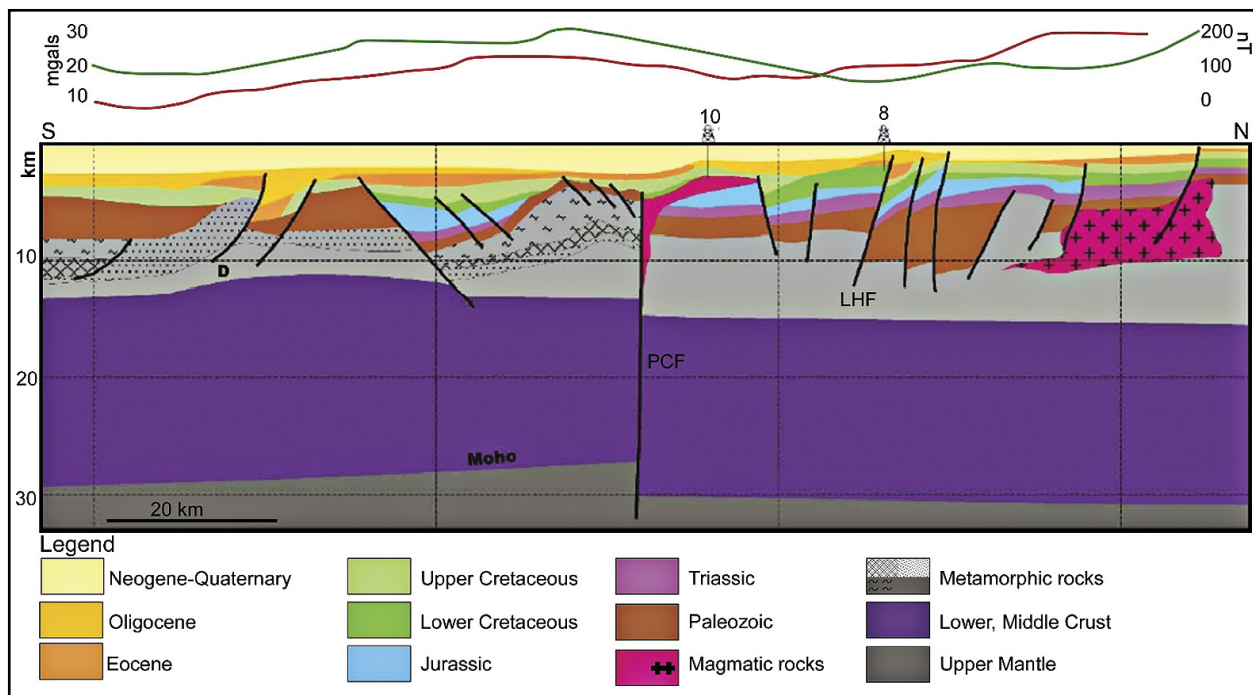 30
mgals
20
10
200
nT
100
0
S
10
8
N
km
10
D
LHF
PCF
20
Moho
30
20 km
Legend
Neogene-Quaternary
Upper Cretaceous
Triassic
Metamorphic rocks
Oligocene
Lower Cretaceous
Paleozoic
Lower, Middle Crust
Eocene
Jurassic
Magmatic rocks
Upper Mantle